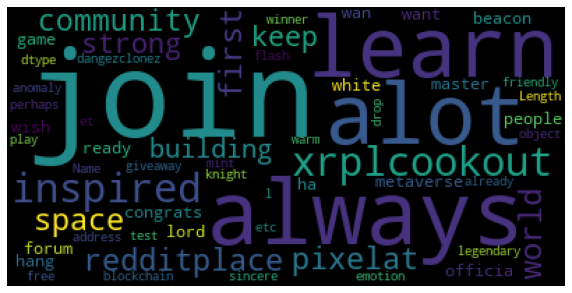 community
strong
first
keep
wan
want
beacon
winner
game
dtype
dangezclonez
flash
learn
join
anomaly
perhaps
white
master
friendly
Length
wish
et
play
ready
building
warm
alot
drop
people
object
xrplcookout
Name
giveaway
mint
knight
ha
metaverse
already
inspired
always
l
world
space
congrats
etc
address
test
lord
forum
pixelat
legendary
hang
redditplace
officia
free
blockchain
sincere
emotion